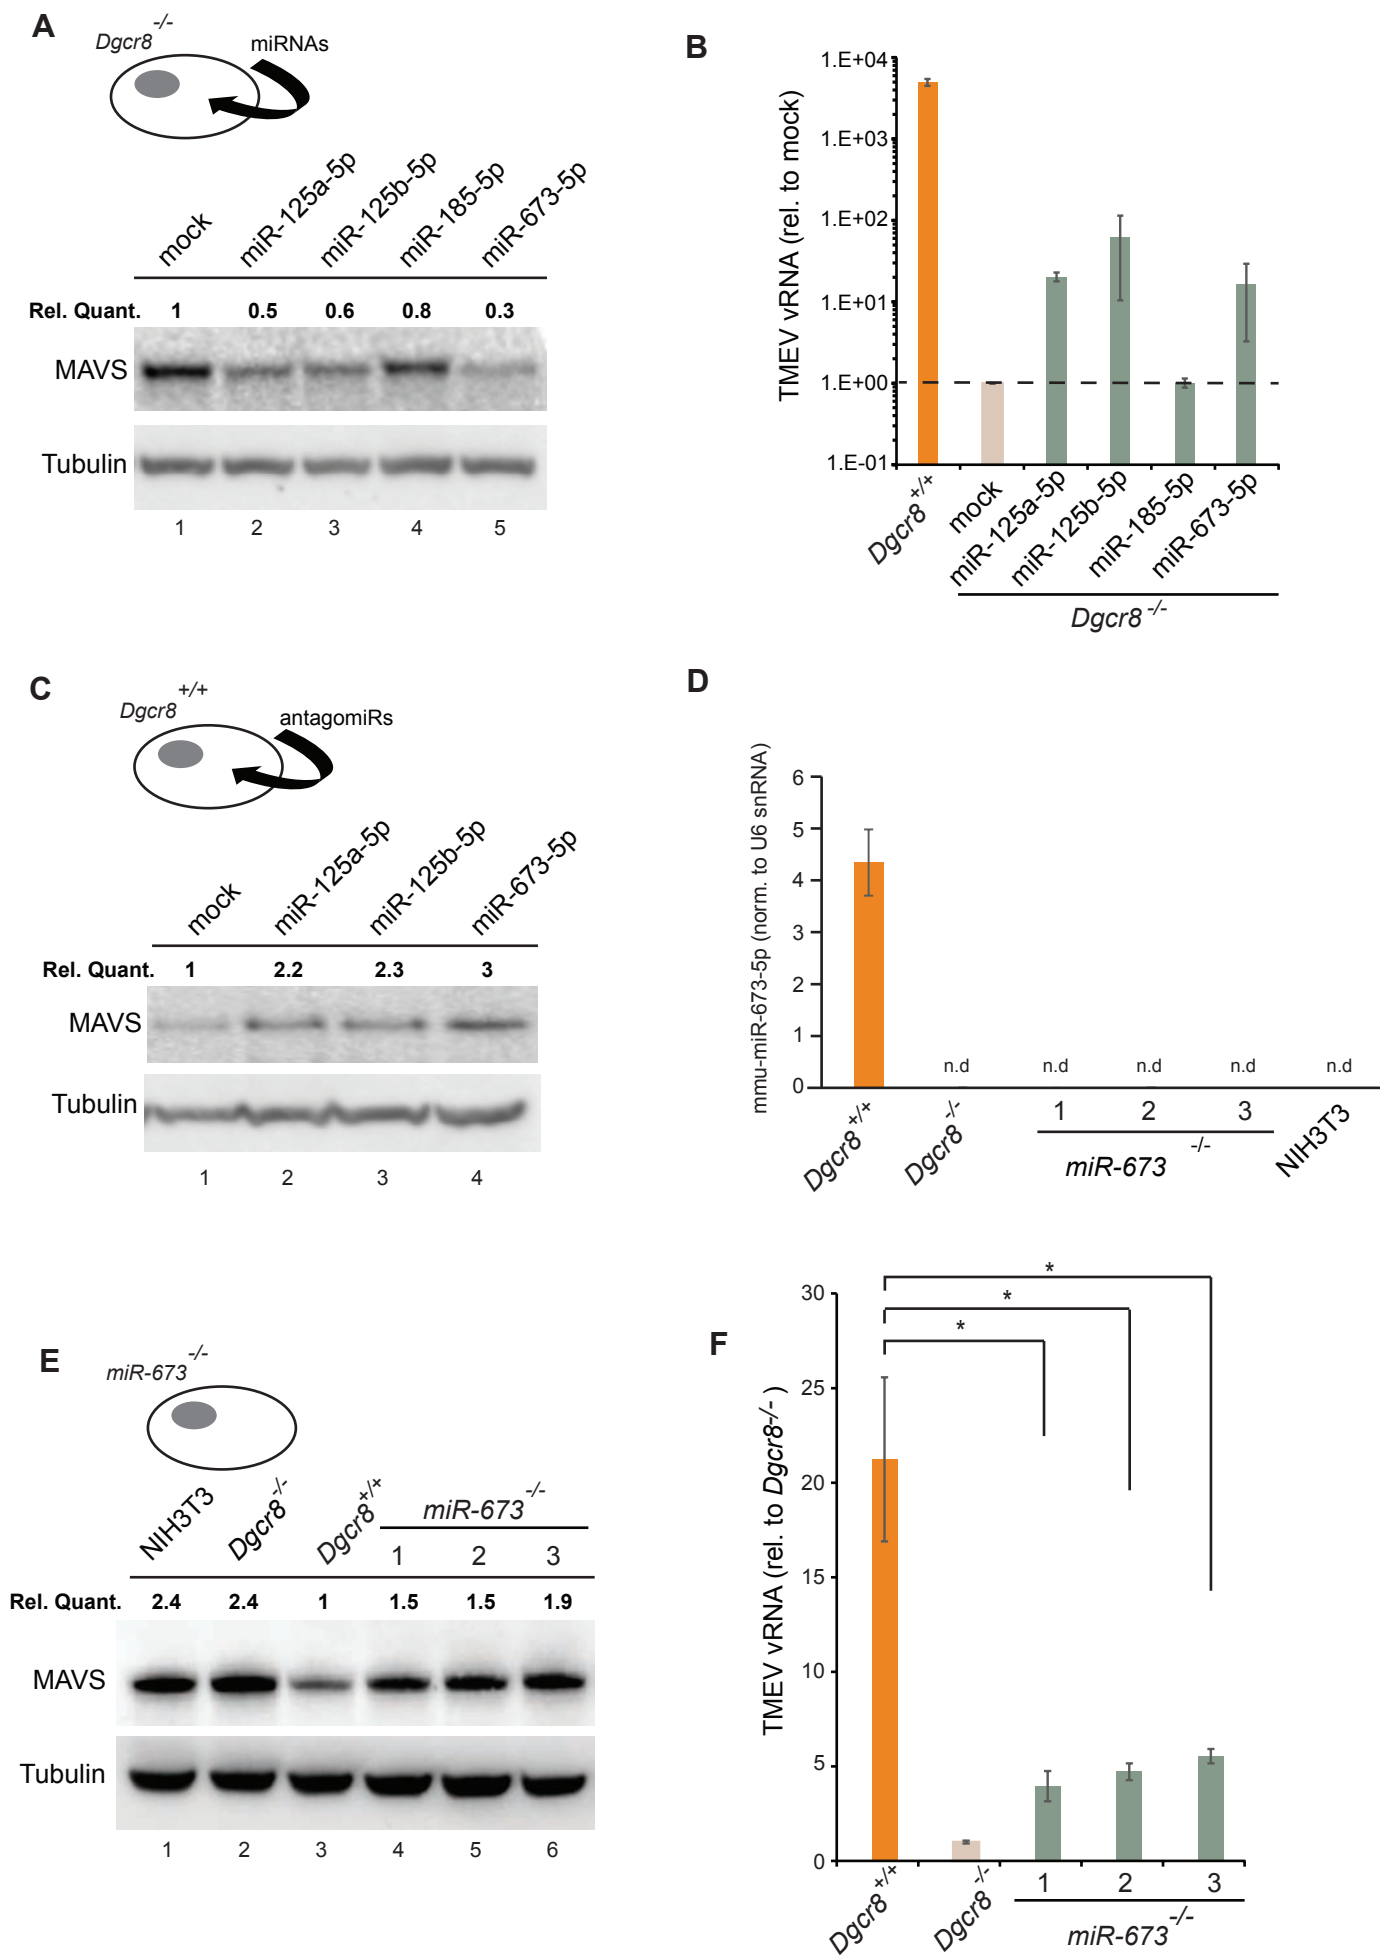 A
Dgcr8 -/-
miRNAs
mock
miR-125a-5p
miR-125b-5p
miR-185-5p
miR-673-5p
Rel. Quant. 1 0.5 0.6 0.8 0.3
MAVS
Tubulin
1 2 3 4 5
B
TMEV vRNA (rel. to mock)
1.E+04
1.E+03
1.E+02
1.E+01
1.E+00
1.E-01
Dgcr8 +/+
mock
miR-125a-5p
miR-125b-5p
miR-185-5p
miR-673-5p
Dgcr8 -/-
C
Dgcr8 +/+
antagomiRs
mock
miR-125a-5p
miR-125b-5p
miR-673-5p
Rel. Quant. 1 2.2 2.3 3
MAVS
Tubulin
1 2 3 4
D
mmu-miR-673-5p (norm. to U6 snRNA)
6
5
4
3
2
1
0
n.d n.d n.d n.d n.d
Dgcr8 +/+
Dgcr8 -/-
1 2 3
miR-673 -/-
NIH3T3
E
miR-673 -/-
NIH3T3
Dgcr8 -/-
Dgcr8 +/+
miR-673 -/-
1 2 3
Rel. Quant. 2.4 2.4 1 1.5 1.5 1.9
MAVS
Tubulin
1 2 3 4 5 6
F
TMEV vRNA (rel. to Dgcr8-/- )
30
25
20
15
10
5
0
*
*
*
Dgcr8 +/+
Dgcr8 -/-
1 2 3
miR-673 -/-